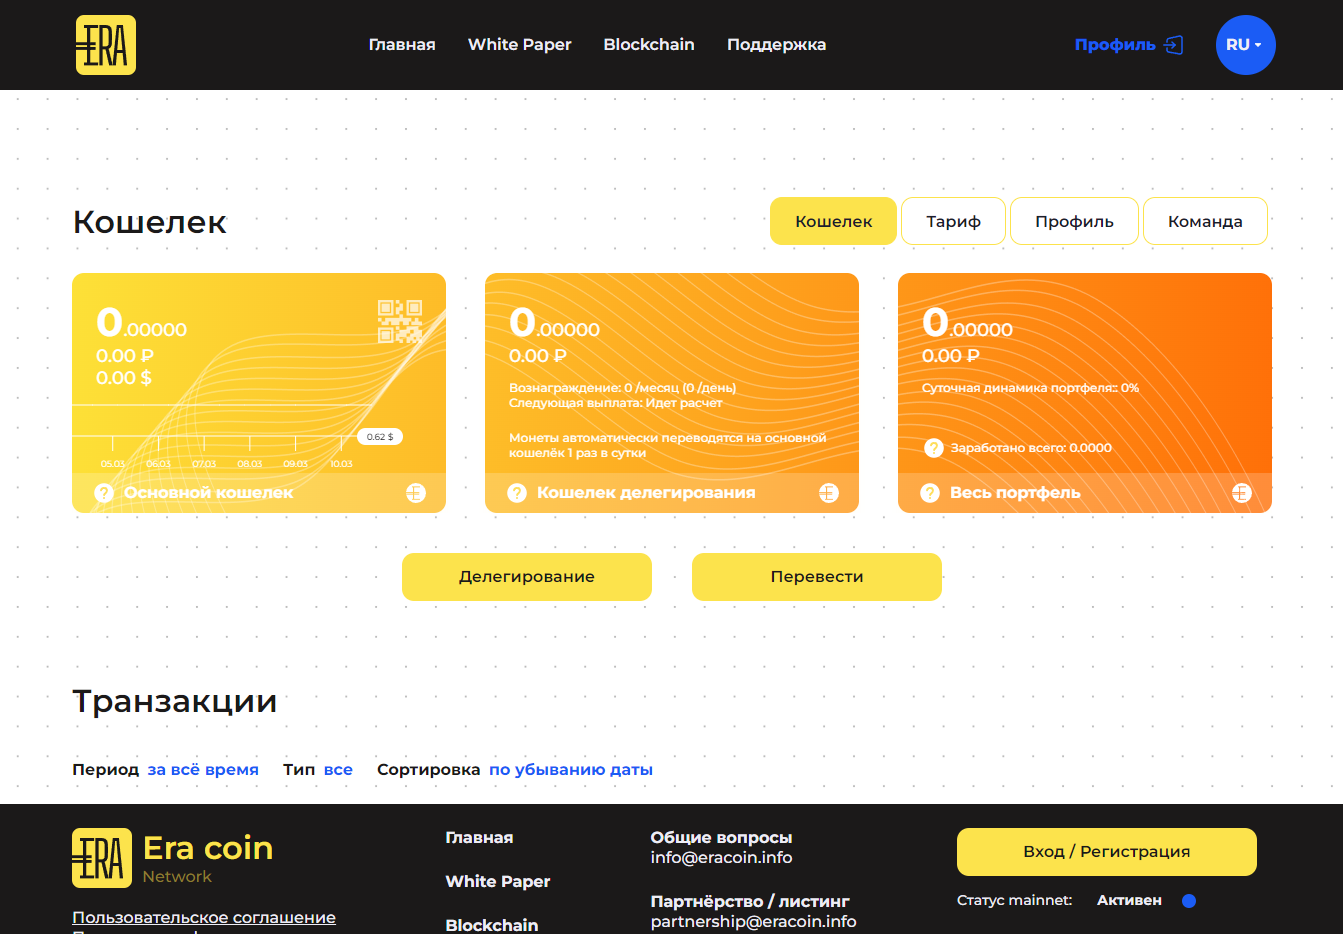 ERA
Главная
White Paper
Blockchain
Поддержка
Профиль
RU
Кошелек
Кошелек
Тариф
Профиль
Команда
0.00000
0.00 ₽
0.00 $
0.62 $
05.03 06.03 07.03 08.03 09.03 10.03
? Основной кошелек
0.00000
0.00 ₽
Вознаграждение: 0 /месяц (0 /день)
Следующая выплата: Идет расчет
Монеты автоматически переводятся на основной
кошелёк 1 раз в сутки
? Кошелек делегирования
0.00000
0.00 ₽
Суточная динамика портфеля:: 0%
? Заработано всего: 0.0000
? Весь портфель
Делегирование
Перевести
Транзакции
Период за всё время Тип все Сортировка по убыванию даты
ERA
Era coin
Network
Пользовательское соглашение
Главная
White Paper
Blockchain
Общие вопросы
info@eracoin.info
Партнёрство / листинг
partnership@eracoin.info
Вход / Регистрация
Статус mainnet: Активен